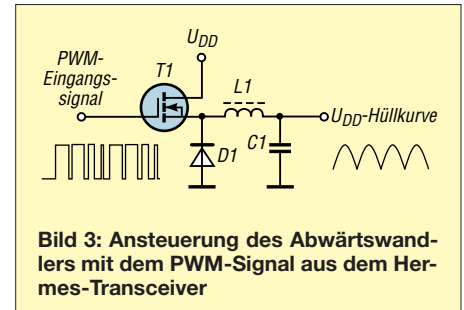 U_DD
PWM-
Eingangs-
signal
T1
L1
U_DD-Hüllkurve
D1
C1
Bild 3: Ansteuerung des Abwärtswand-
lers mit dem PWM-Signal aus dem Her-
mes-Transceiver